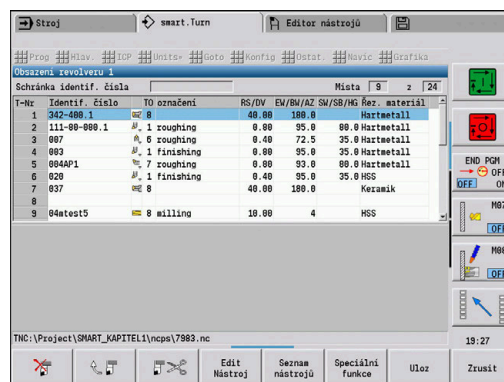 Stroj smart.Turn Editor nástrojů
Prog Hlav. ICP Units» Goto Konfig Ostat. Navíc Grafika
Obsazení revolveru 1
Schránka identif. čísla Místa 9 z 24
T-Nr Identif. číslo TO označení RS/DV EW/BW/AZ SW/SB/HG Řez. materiál
1 342-400.1 8 40.00 180.0 Hartmetall
2 111-80-080.1 1 roughing 0.80 95.0 80.0 Hartmetall
3 007 6 roughing 0.40 72.5 35.0 Hartmetall
4 003 1 finishing 0.80 95.0 35.0 Hartmetall
5 004AP1 7 roughing 0.80 93.0 80.0 Hartmetall
6 020 1 finishing 0.40 95.0 35.0 HSS
7 037 8 40.00 180.0 Keramik
8
9 04mtest5 8 milling 10.00 4 HSS
END PGM
OFF
OFF ON
M07
OFF
M08
OFF
TNC:\Project\SMART_KAPITEL1\ncps\7983.nc
19:27
Edit Nástroj
Seznam nástrojů
Speciální funkce
Uloz
Zrusit